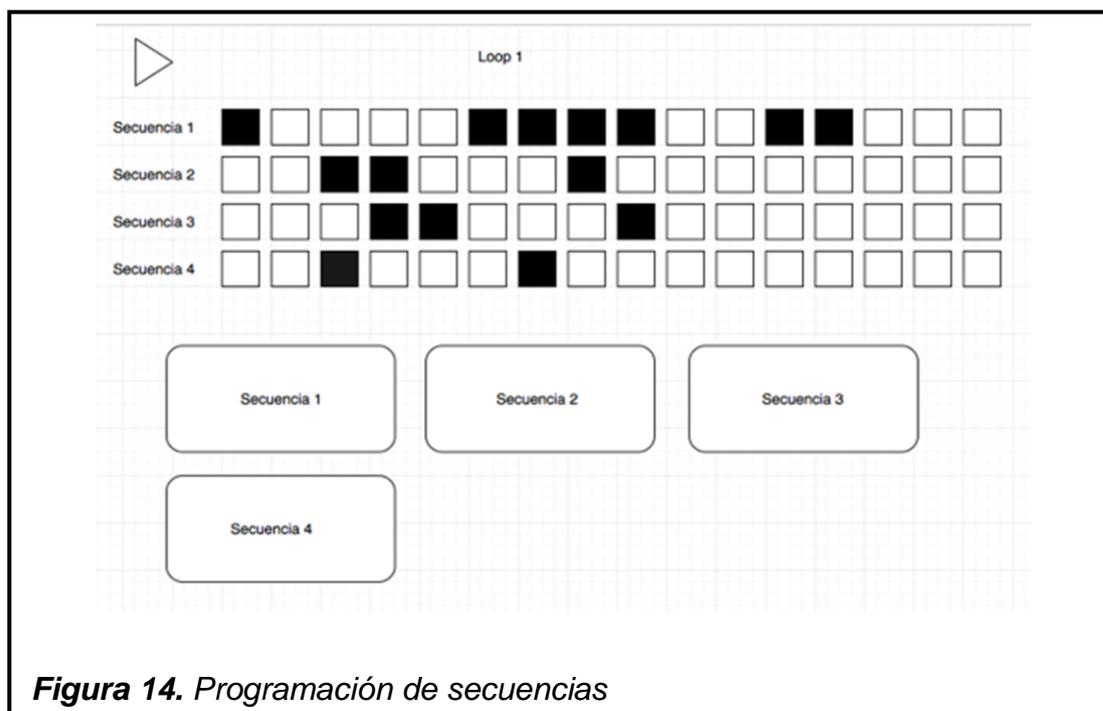 Loop 1
Secuencia 1
Secuencia 2
Secuencia 3
Secuencia 4
Secuencia 1
Secuencia 2
Secuencia 3
Secuencia 4
Figura 14. Programación de secuencias